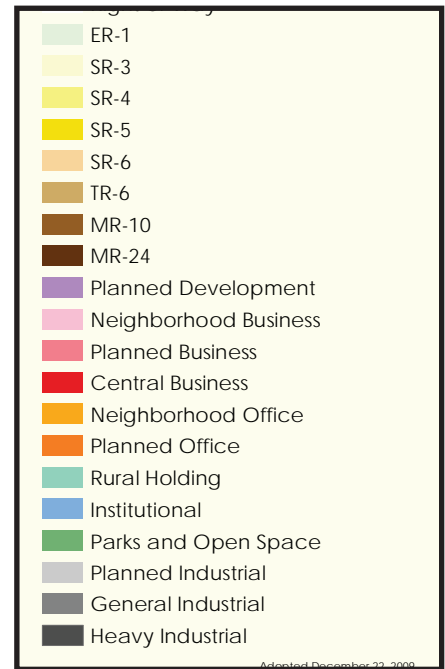 ER-1
SR-3
SR-4
SR-5
SR-6
TR-6
MR-10
MR-24
Planned Development
Neighborhood Business
Planned Business
Central Business
Neighborhood Office
Planned Office
Rural Holding
Institutional
Parks and Open Space
Planned Industrial
General Industrial
Heavy Industrial
Adopted December 22, 2009